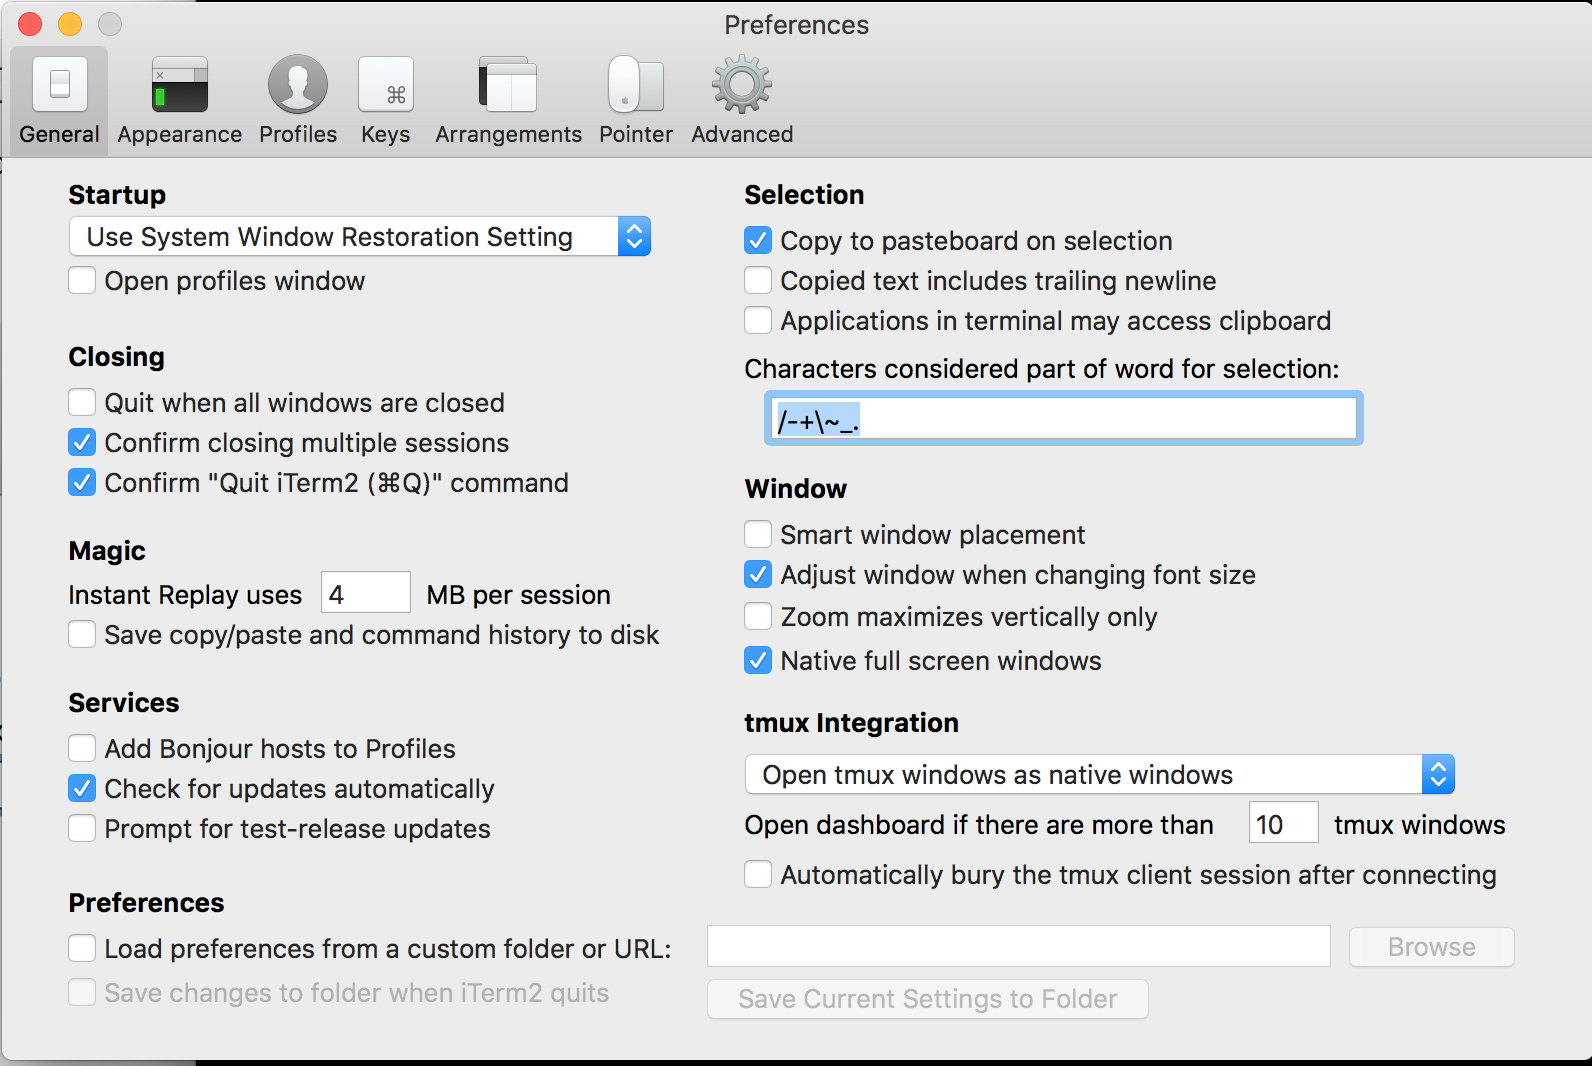 Preferences
General Appearance Profiles Keys Arrangements Pointer Advanced
Startup
Use System Window Restoration Setting
Open profiles window
Closing
Quit when all windows are closed
Confirm closing multiple sessions
Confirm "Quit iTerm2 (⌘Q)" command
Magic
Instant Replay uses 4 MB per session
Save copy/paste and command history to disk
Services
Add Bonjour hosts to Profiles
Check for updates automatically
Prompt for test-release updates
Selection
Copy to pasteboard on selection
Copied text includes trailing newline
Applications in terminal may access clipboard
Characters considered part of word for selection:
/-+\~_.
Window
Smart window placement
Adjust window when changing font size
Zoom maximizes vertically only
Native full screen windows
tmux Integration
Open tmux windows as native windows
Open dashboard if there are more than 10 tmux windows
Automatically bury the tmux client session after connecting
Preferences
Load preferences from a custom folder or URL: Browse
Save changes to folder when iTerm2 quits Save Current Settings to Folder